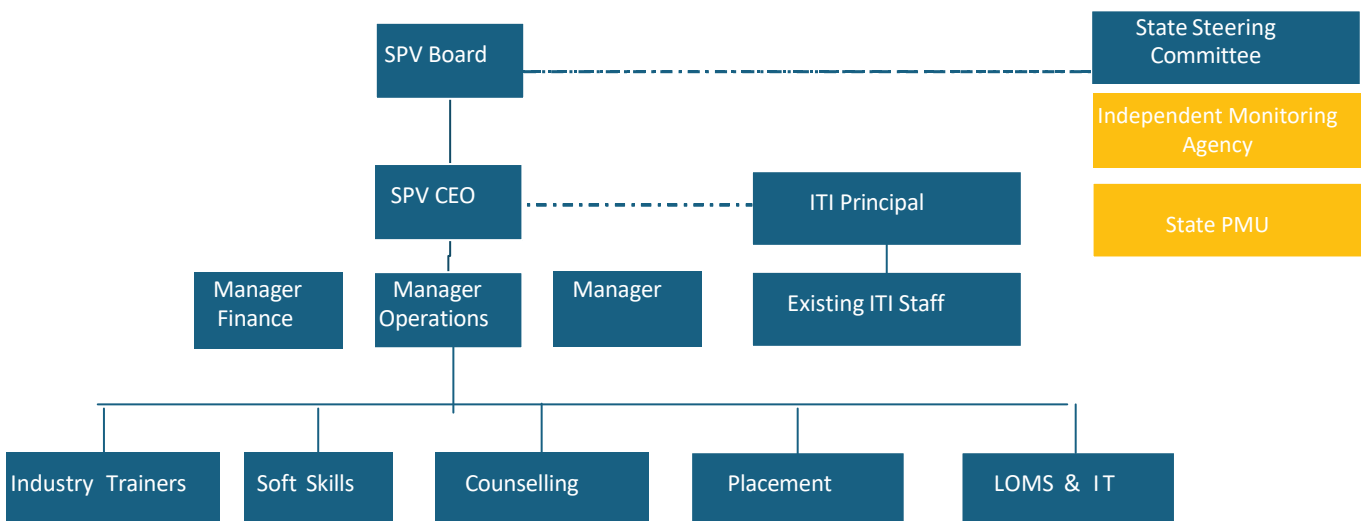 SPV Board
State Steering
Committee
Independent Monitoring
Agency
SPV CEO
ITI Principal
State PMU
Manager
Finance
Manager
Operations
Manager
Existing ITI Staff
Industry Trainers
Soft Skills
Counselling
Placement
LOMS & IT